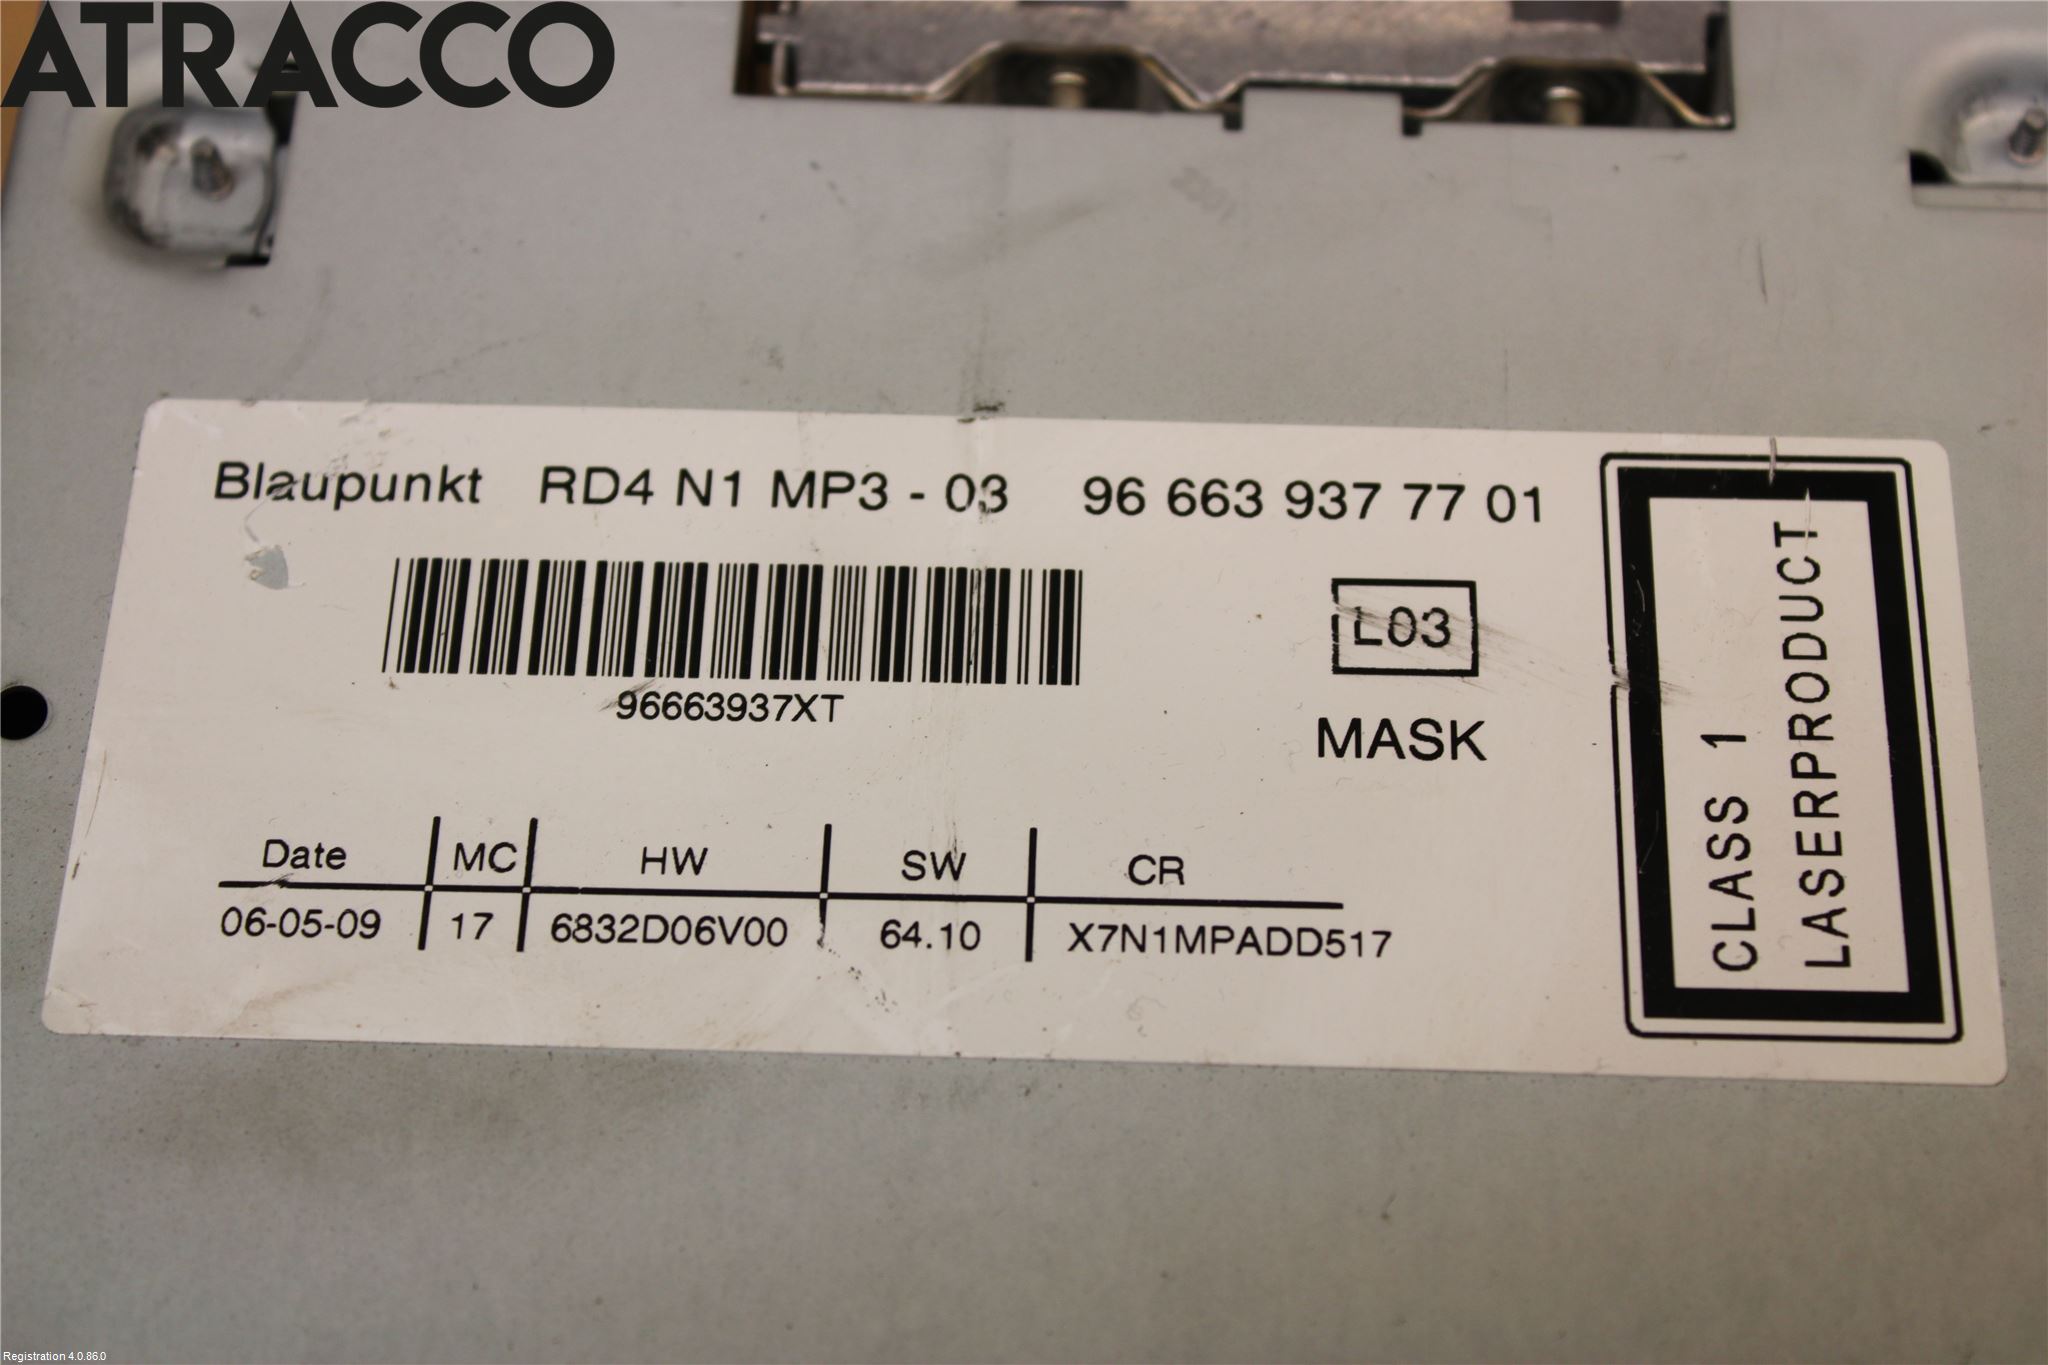 ATRACCO
Blaupunkt RD4 N1 MP3 - 03 96 663 937 77 01
96663937XT
L03
MASK
Date MC HW SW CR
06-05-09 17 6832D06V00 64.10 X7N1MPADD517
CLASS 1
LASERPRODUCT
Registration 4.0.86.0